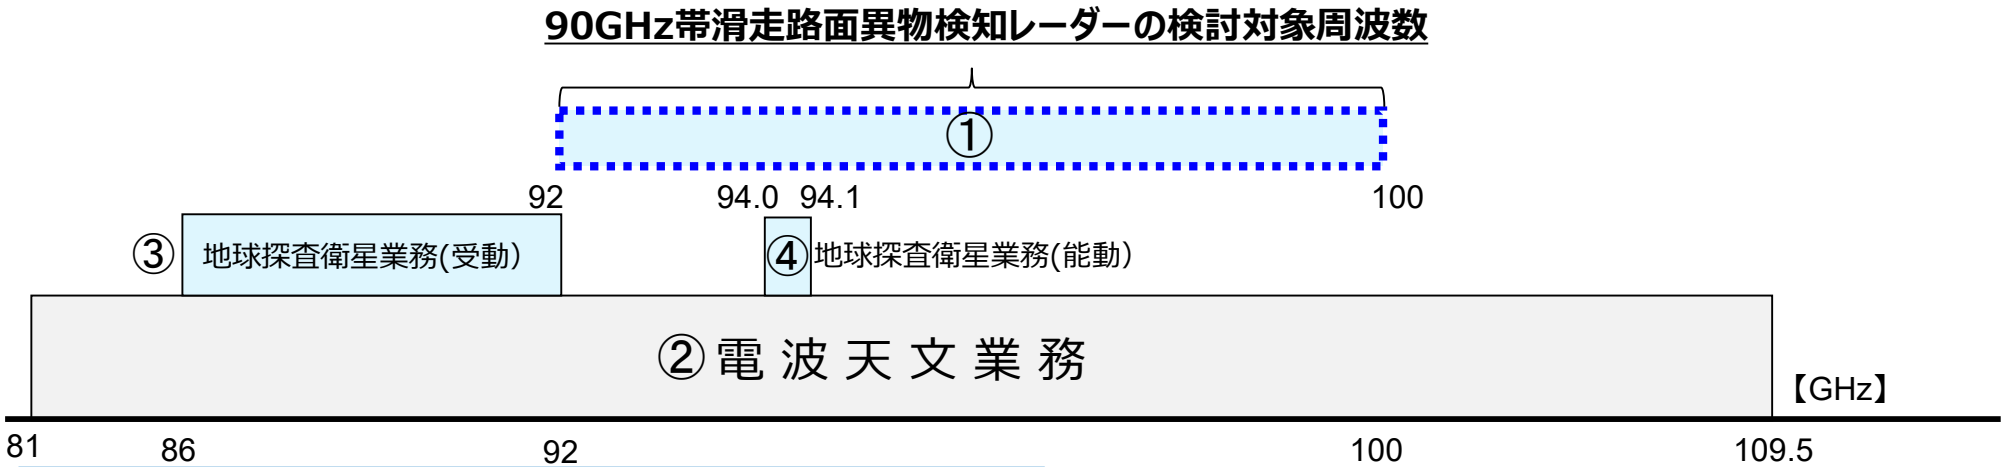 90GHz帯滑走路面異物検知レーダーの検討対象周波数
①
92 94.0 94.1 100
③ 地球探査衛星業務(受動） ④ 地球探査衛星業務(能動）
②電波天文業務
【GHz】
81 86 92 100 109.5